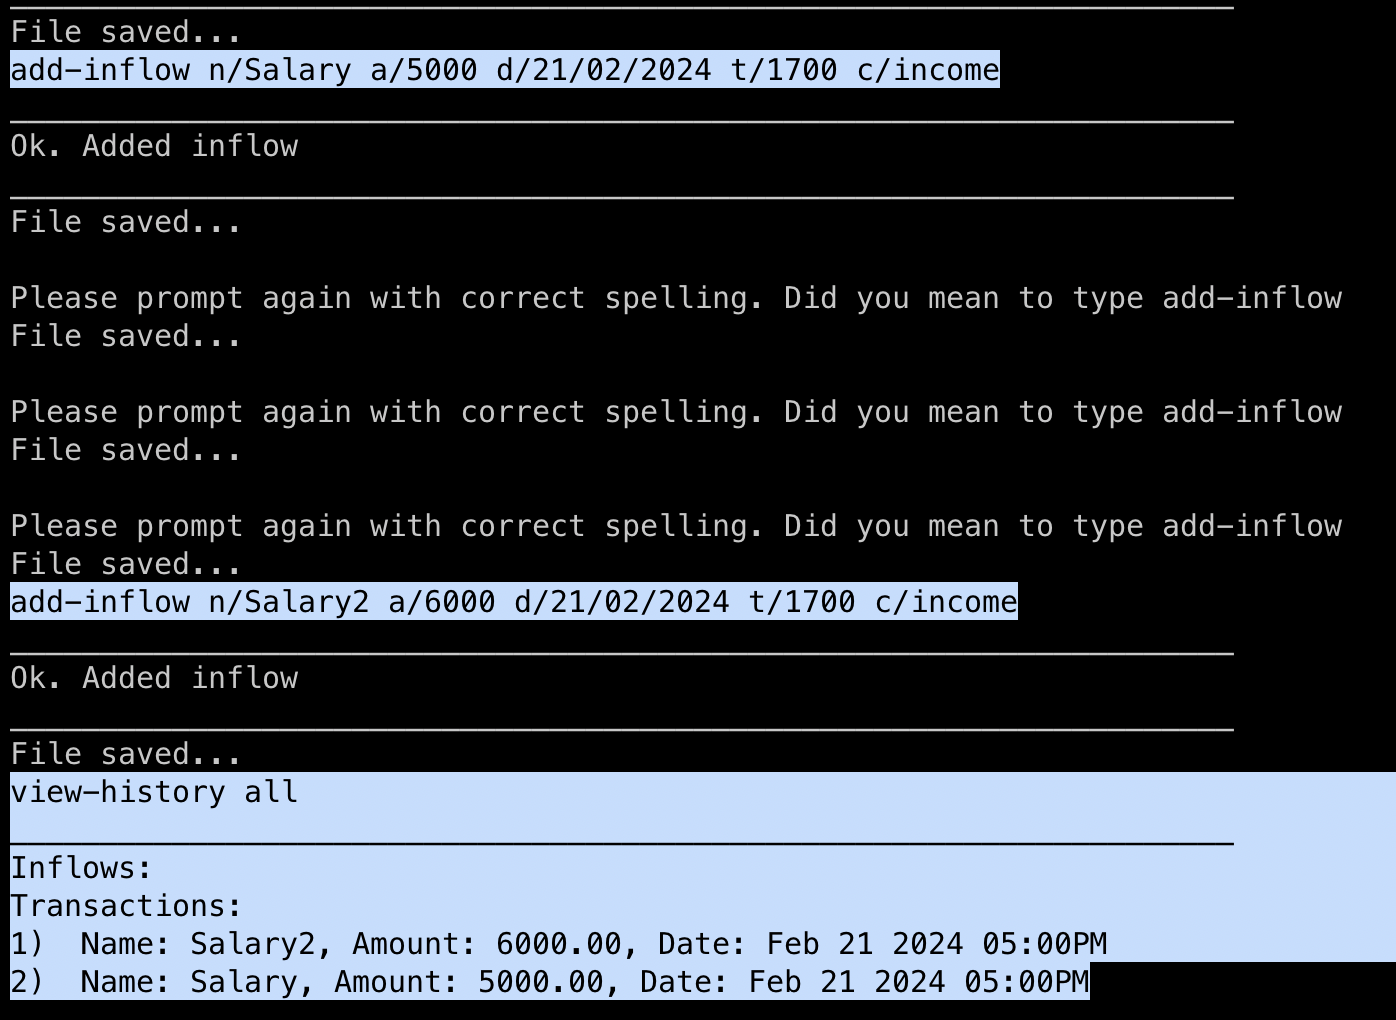 File saved...
add-inflow n/Salary a/5000 d/21/02/2024 t/1700 c/income
Ok. Added inflow
File saved...
Please prompt again with correct spelling. Did you mean to type add-inflow
File saved...
Please prompt again with correct spelling. Did you mean to type add-inflow
File saved...
Please prompt again with correct spelling. Did you mean to type add-inflow
File saved...
add-inflow n/Salary2 a/6000 d/21/02/2024 t/1700 c/income
Ok. Added inflow
File saved...
view-history all
Inflows:
Transactions:
1)  Name: Salary2, Amount: 6000.00, Date: Feb 21 2024 05:00PM
2)  Name: Salary, Amount: 5000.00, Date: Feb 21 2024 05:00PM